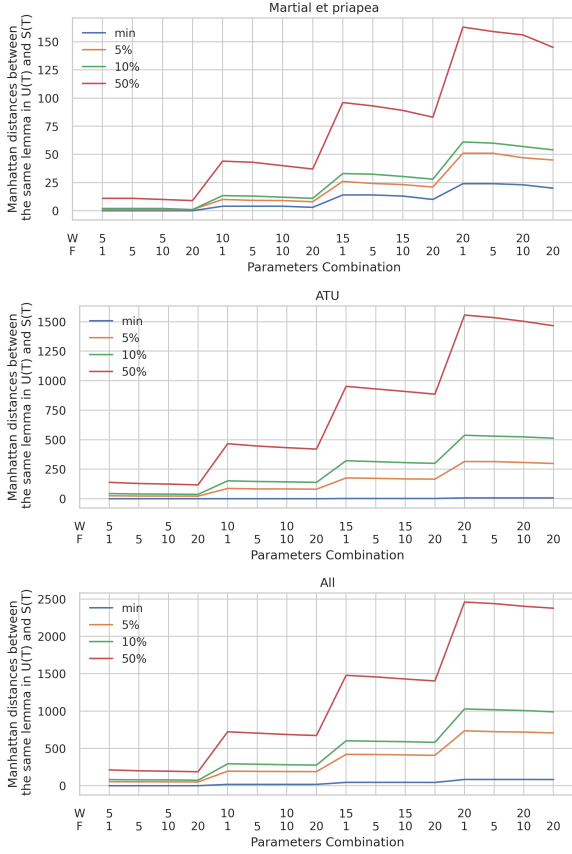 Martial et priapea
Manhattan distances between
the same lemma in U(T) and S(T)
150
125
100
75
50
25
0
min
5%
10%
50%
W 5 5 10 10 15 15 20 20
F 1 5 10 20 1 5 10 20 1 5 10 20 1 5 10 20
Parameters Combination
ATU
Manhattan distances between
the same lemma in U(T) and S(T)
1500
1250
1000
750
500
250
0
min
5%
10%
50%
W 5 5 10 10 15 15 20 20
F 1 5 10 20 1 5 10 20 1 5 10 20 1 5 10 20
Parameters Combination
All
Manhattan distances between
the same lemma in U(T) and S(T)
2500
2000
1500
1000
500
0
min
5%
10%
50%
W 5 5 10 10 15 15 20 20
F 1 5 10 20 1 5 10 20 1 5 10 20 1 5 10 20
Parameters Combination